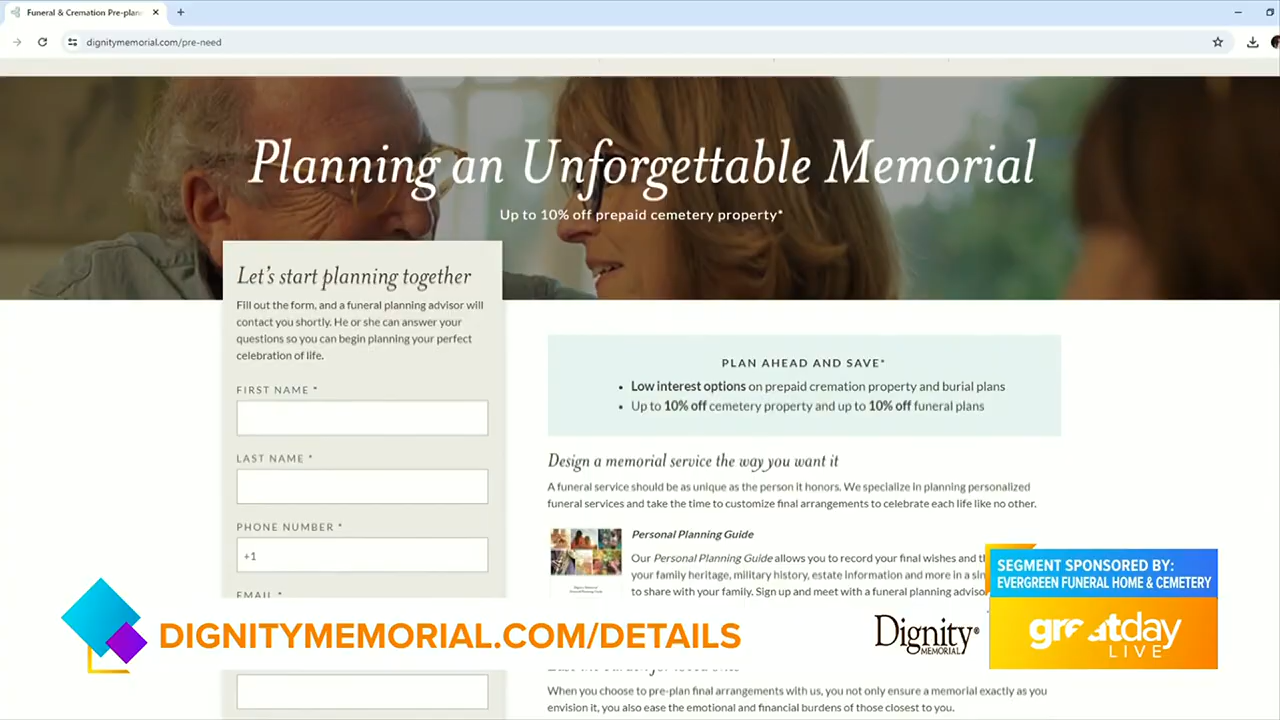 Funeral & Cremation Pre-plan
dignitymemorial.com/pre-need
Planning an Unforgettable Memorial
Up to 10% off prepaid cemetery property*
Let's start planning together
Fill out the form, and a funeral planning advisor will
contact you shortly. He or she can answer your
questions so you can begin planning your perfect
celebration of life.
FIRST NAME *
LAST NAME *
PHONE NUMBER *
+1
EMAIL *
PLAN AHEAD AND SAVE*
• Low interest options on prepaid cremation property and burial plans
• Up to 10% off cemetery property and up to 10% off funeral plans
Design a memorial service the way you want it
A funeral service should be as unique as the person it honors. We specialize in planning personalized
funeral services and take the time to customize final arrangements to celebrate each life like no other.
Personal Planning Guide
Our Personal Planning Guide allows you to record your final wishes and
your family heritage, military history, estate information and more in a
to share with your family. Sign up and meet with a funeral planning advisor
SEGMENT SPONSORED BY:
EVERGREEN FUNERAL HOME & CEMETERY
DIGNITYMEMORIAL.COM/DETAILS
Dignity®
MEMORIAL
greatday
LIVE
When you choose to pre-plan final arrangements with us, you not only ensure a memorial exactly as you
envision it, you also ease the emotional and financial burdens of those closest to you.